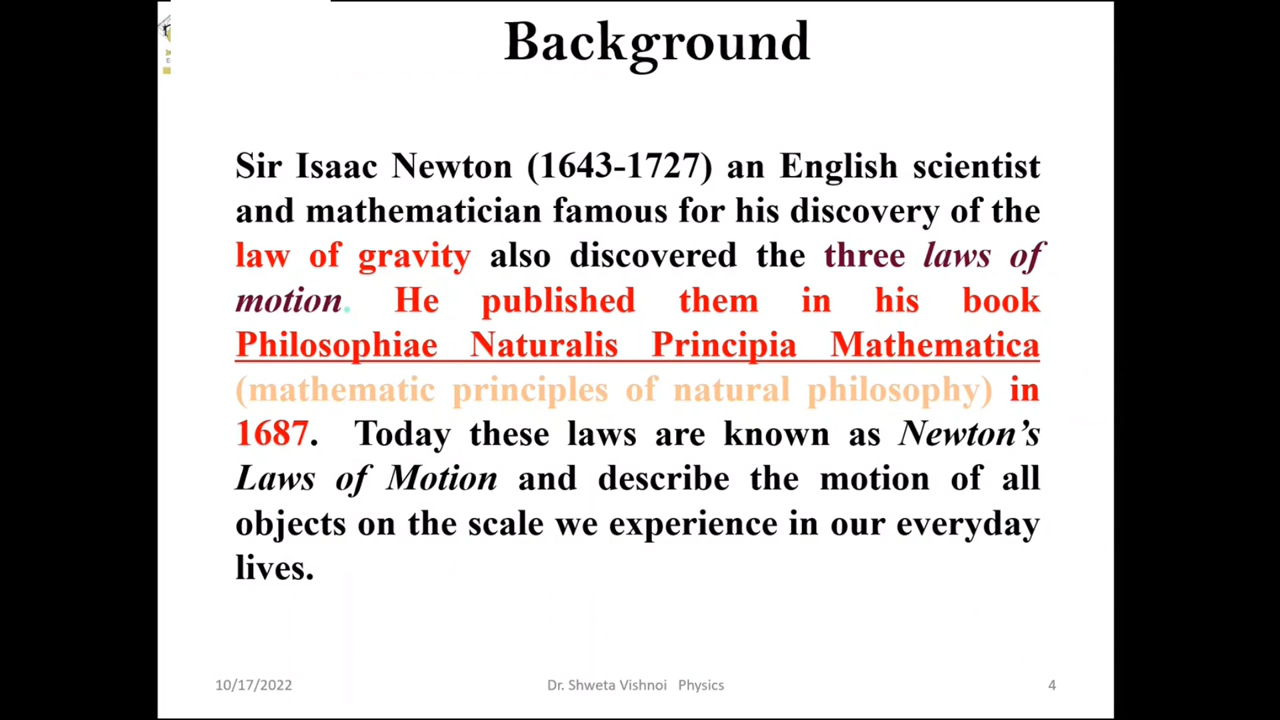 Background
Sir Isaac Newton (1643-1727) an English scientist
and mathematician famous for his discovery of the
law of gravity also discovered the three laws of
motion. He published them in his book
Philosophiae Naturalis Principia Mathematica
(mathematic principles of natural philosophy) in
1687. Today these laws are known as Newton’s
Laws of Motion and describe the motion of all
objects on the scale we experience in our everyday
lives.
10/17/2022 Dr. Shweta Vishnoi Physics 4